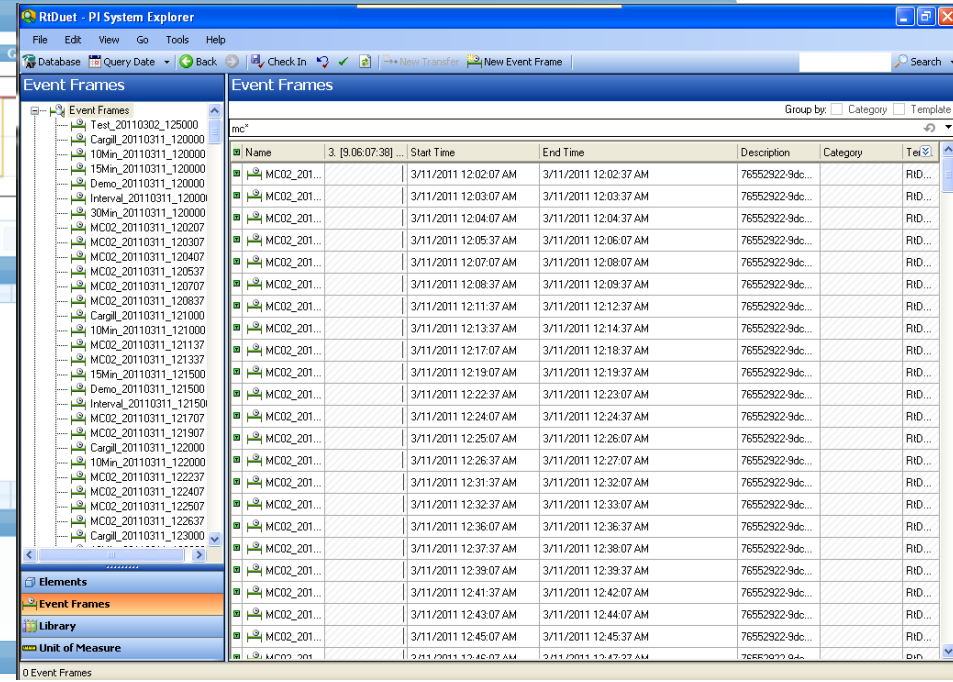 RtDuet - PI System Explorer
File Edit View Go Tools Help
Database Query Date Back Check In New Transfer New Event Frame Search
Event Frames
Event Frames
Test_20110302_125000
Cargill_20110311_120000
10Min_20110311_120000
15Min_20110311_120000
Demo_20110311_120000
Interval_20110311_12000
30Min_20110311_120000
MC02_20110311_120207
MC02_20110311_120307
MC02_20110311_120407
MC02_20110311_120537
MC02_20110311_120707
MC02_20110311_120837
Cargill_20110311_121000
10Min_20110311_121000
MC02_20110311_121137
MC02_20110311_121337
15Min_20110311_121500
Demo_20110311_121500
Interval_20110311_12150
MC02_20110311_121707
MC02_20110311_121907
Cargill_20110311_122000
10Min_20110311_122000
MC02_20110311_122237
MC02_20110311_122407
MC02_20110311_122507
MC02_20110311_122637
Cargill_20110311_123000
Elements
Event Frames
Library
Unit of Measure
Event Frames
Group by: Category Template
mc*
Name 3. [9.06:07:38] ... Start Time End Time Description Category Te
MC02_201... 3/11/2011 12:02:07 AM 3/11/2011 12:02:37 AM 76552922-9dc... RtD...
MC02_201... 3/11/2011 12:03:07 AM 3/11/2011 12:03:37 AM 76552922-9dc... RtD...
MC02_201... 3/11/2011 12:04:07 AM 3/11/2011 12:04:37 AM 76552922-9dc... RtD...
MC02_201... 3/11/2011 12:05:37 AM 3/11/2011 12:06:07 AM 76552922-9dc... RtD...
MC02_201... 3/11/2011 12:07:07 AM 3/11/2011 12:08:07 AM 76552922-9dc... RtD...
MC02_201... 3/11/2011 12:08:37 AM 3/11/2011 12:09:37 AM 76552922-9dc... RtD...
MC02_201... 3/11/2011 12:11:37 AM 3/11/2011 12:12:37 AM 76552922-9dc... RtD...
MC02_201... 3/11/2011 12:13:37 AM 3/11/2011 12:14:37 AM 76552922-9dc... RtD...
MC02_201... 3/11/2011 12:17:07 AM 3/11/2011 12:18:37 AM 76552922-9dc... RtD...
MC02_201... 3/11/2011 12:19:07 AM 3/11/2011 12:19:37 AM 76552922-9dc... RtD...
MC02_201... 3/11/2011 12:22:37 AM 3/11/2011 12:23:07 AM 76552922-9dc... RtD...
MC02_201... 3/11/2011 12:24:07 AM 3/11/2011 12:24:37 AM 76552922-9dc... RtD...
MC02_201... 3/11/2011 12:25:07 AM 3/11/2011 12:26:07 AM 76552922-9dc... RtD...
MC02_201... 3/11/2011 12:26:37 AM 3/11/2011 12:27:07 AM 76552922-9dc... RtD...
MC02_201... 3/11/2011 12:31:37 AM 3/11/2011 12:32:07 AM 76552922-9dc... RtD...
MC02_201... 3/11/2011 12:32:37 AM 3/11/2011 12:33:07 AM 76552922-9dc... RtD...
MC02_201... 3/11/2011 12:36:07 AM 3/11/2011 12:36:37 AM 76552922-9dc... RtD...
MC02_201... 3/11/2011 12:37:37 AM 3/11/2011 12:38:07 AM 76552922-9dc... RtD...
MC02_201... 3/11/2011 12:39:07 AM 3/11/2011 12:39:37 AM 76552922-9dc... RtD...
MC02_201... 3/11/2011 12:41:37 AM 3/11/2011 12:42:07 AM 76552922-9dc... RtD...
MC02_201... 3/11/2011 12:43:07 AM 3/11/2011 12:44:07 AM 76552922-9dc... RtD...
MC02_201... 3/11/2011 12:45:07 AM 3/11/2011 12:45:37 AM 76552922-9dc... RtD...
0 Event Frames